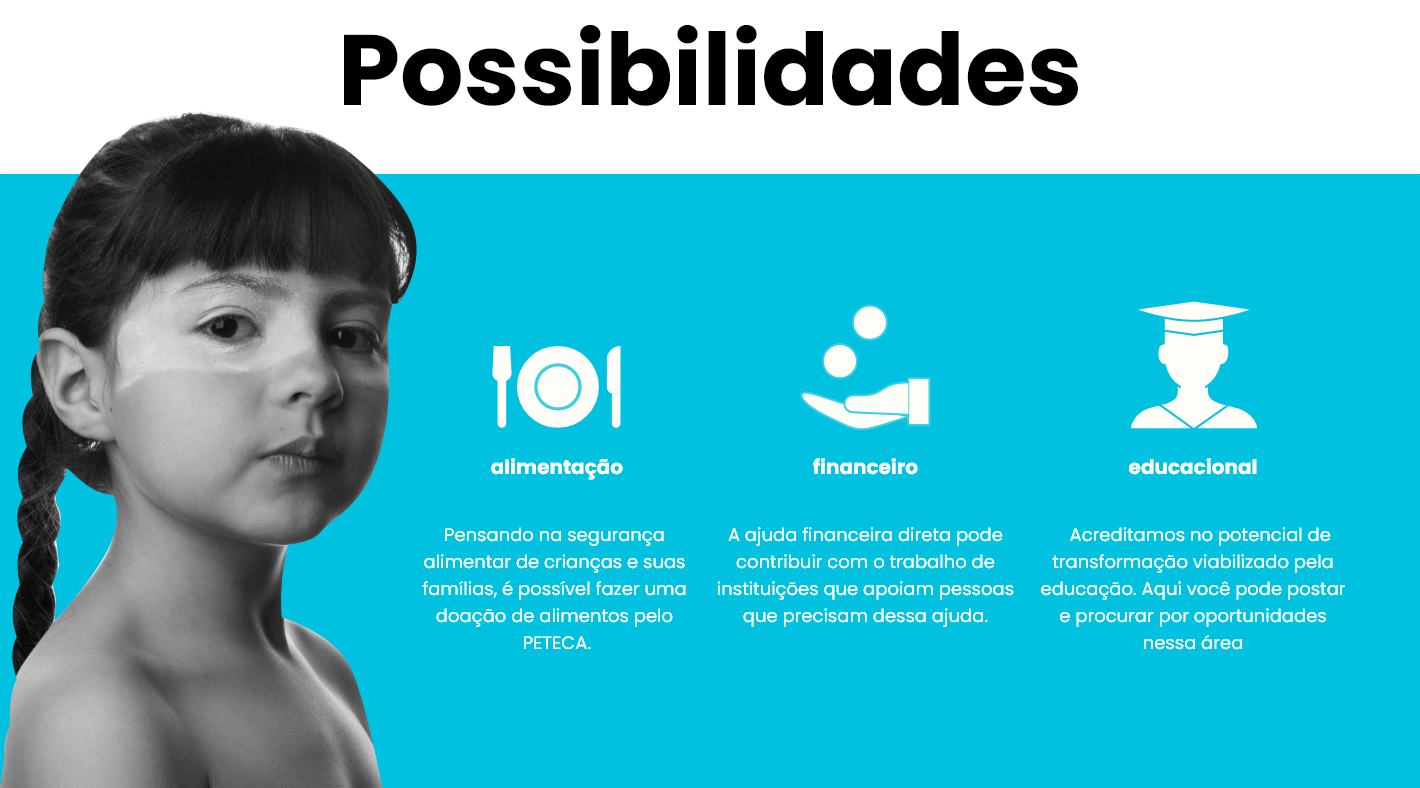 Possibilidades
alimentação
Pensando na segurança
alimentar de crianças e suas
famílias, é possível fazer uma
doação de alimentos pelo
PETECA.
financeiro
A ajuda financeira direta pode
contribuir com o trabalho de
instituições que apoiam pessoas
que precisam dessa ajuda.
educacional
Acreditamos no potencial de
transformação viabilizado pela
educação. Aqui você pode postar
e procurar por oportunidades
nessa área